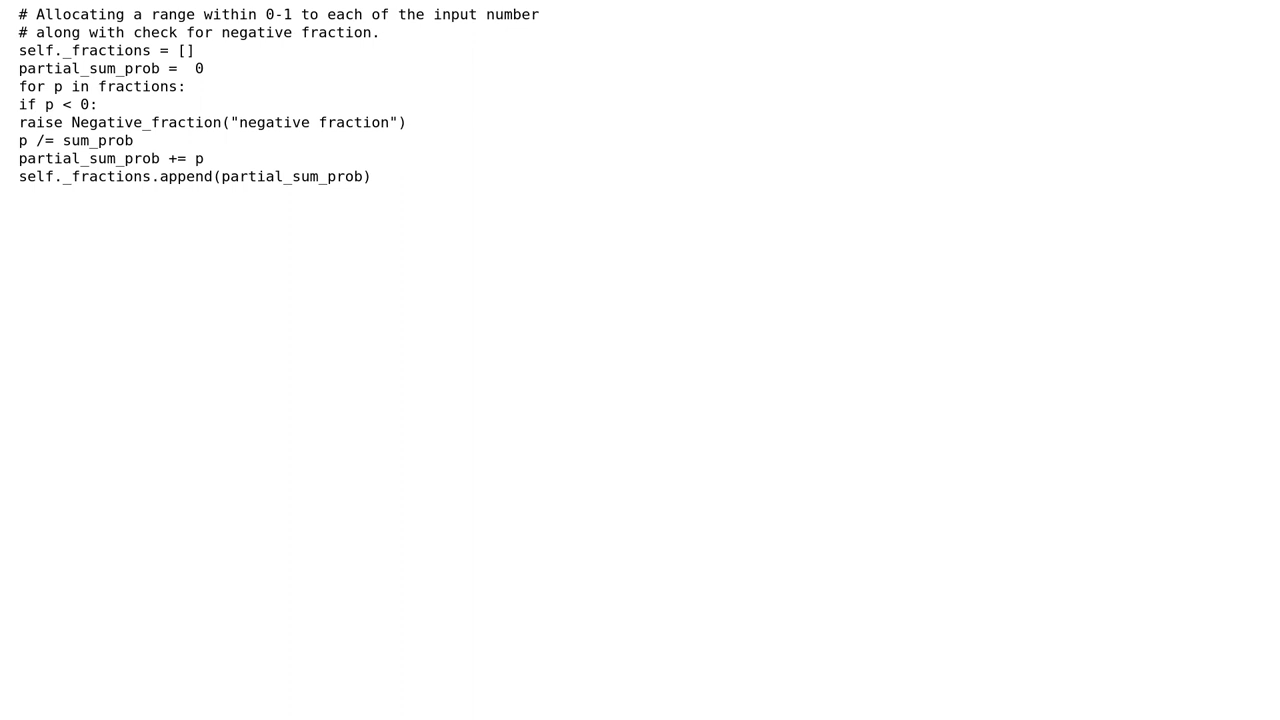 # Allocating a range within 0-1 to each of the input number
# along with check for negative fraction.
self._fractions = []
partial_sum_prob =  0
for p in fractions:
if p < 0:
raise Negative_fraction("negative fraction")
p /= sum_prob
partial_sum_prob += p
self._fractions.append(partial_sum_prob)